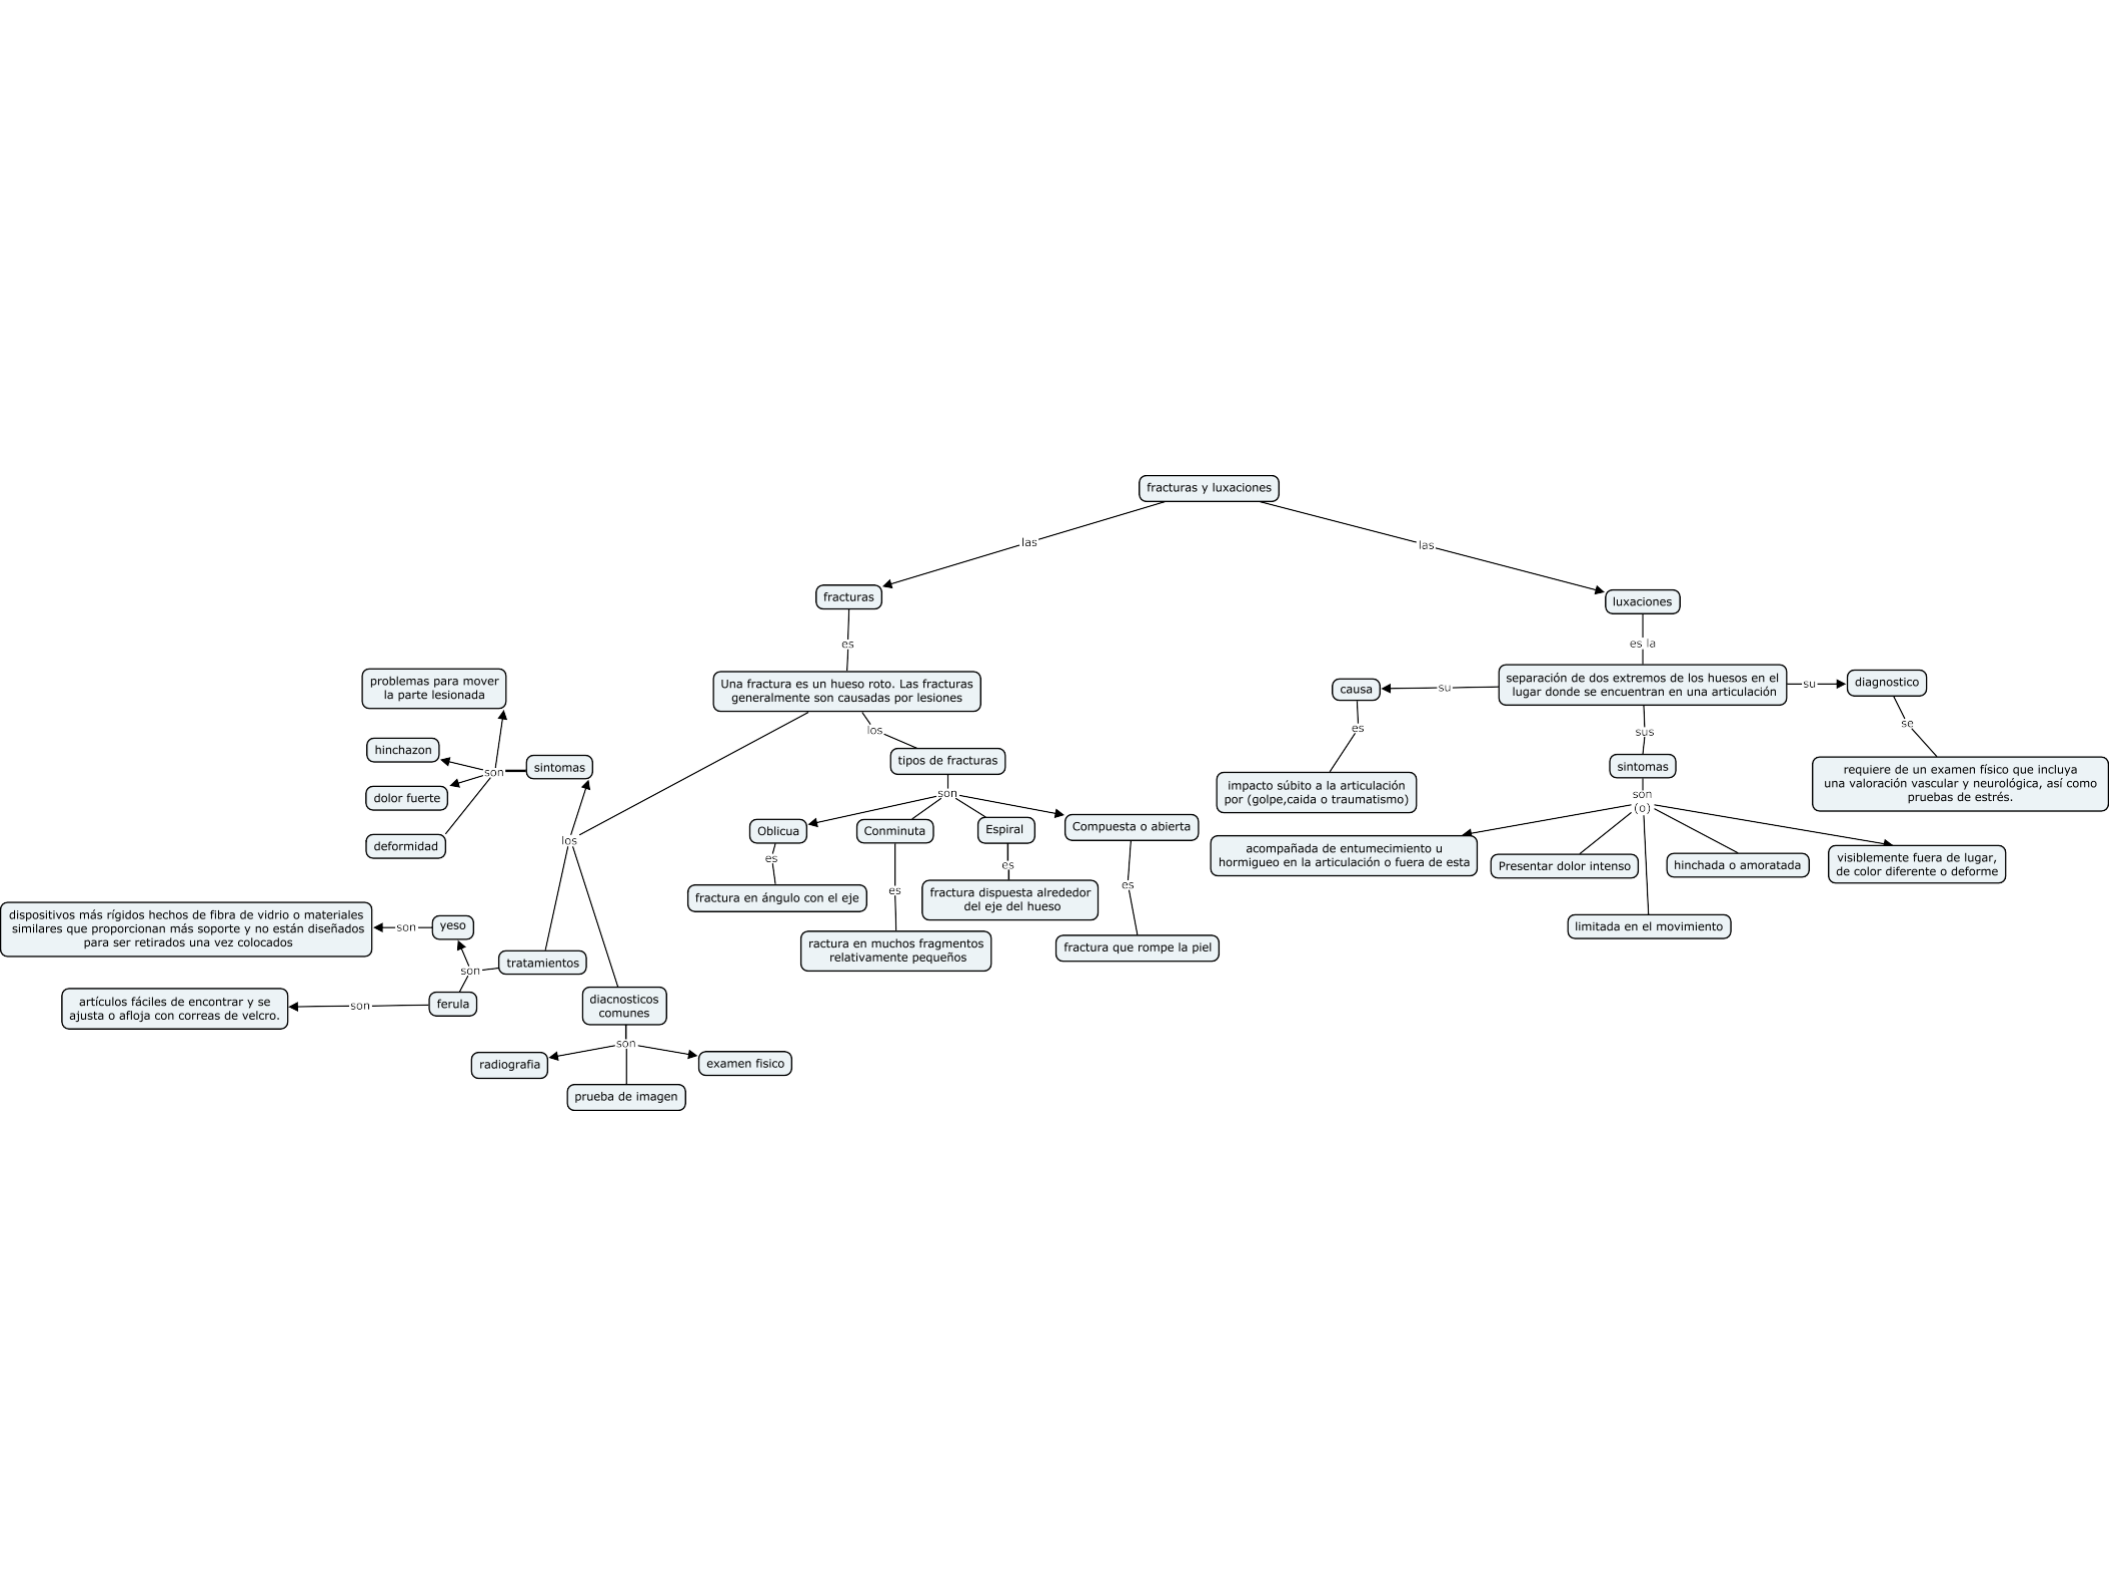 fracturas y luxaciones
las
las
fracturas
luxaciones
es
es la
Una fractura es un hueso roto. Las fracturas
generalmente son causadas por lesiones
los
tipos de fracturas
son
Oblicua
es
fractura en ángulo con el eje
Conminuta
es
ractura en muchos fragmentos
relativamente pequeños
Espiral
es
fractura dispuesta alrededor
del eje del hueso
Compuesta o abierta
es
fractura que rompe la piel
los
sintomas
son
problemas para mover
la parte lesionada
hinchazon
dolor fuerte
deformidad
tratamientos
son
yeso
son
dispositivos más rígidos hechos de fibra de vidrio o materiales
similares que proporcionan más soporte y no están diseñados
para ser retirados una vez colocados
ferula
son
artículos fáciles de encontrar y se
ajusta o afloja con correas de velcro.
diacnosticos
comunes
son
radiografia
prueba de imagen
examen fisico
separación de dos extremos de los huesos en el
lugar donde se encuentran en una articulación
su
causa
es
impacto súbito a la articulación
por (golpe,caida o traumatismo)
sus
sintomas
son
(o)
acompañada de entumecimiento u
hormigueo en la articulación o fuera de esta
Presentar dolor intenso
limitada en el movimiento
hinchada o amoratada
visiblemente fuera de lugar,
de color diferente o deforme
su
diagnostico
se
requiere de un examen físico que incluya
una valoración vascular y neurológica, así como
pruebas de estrés.